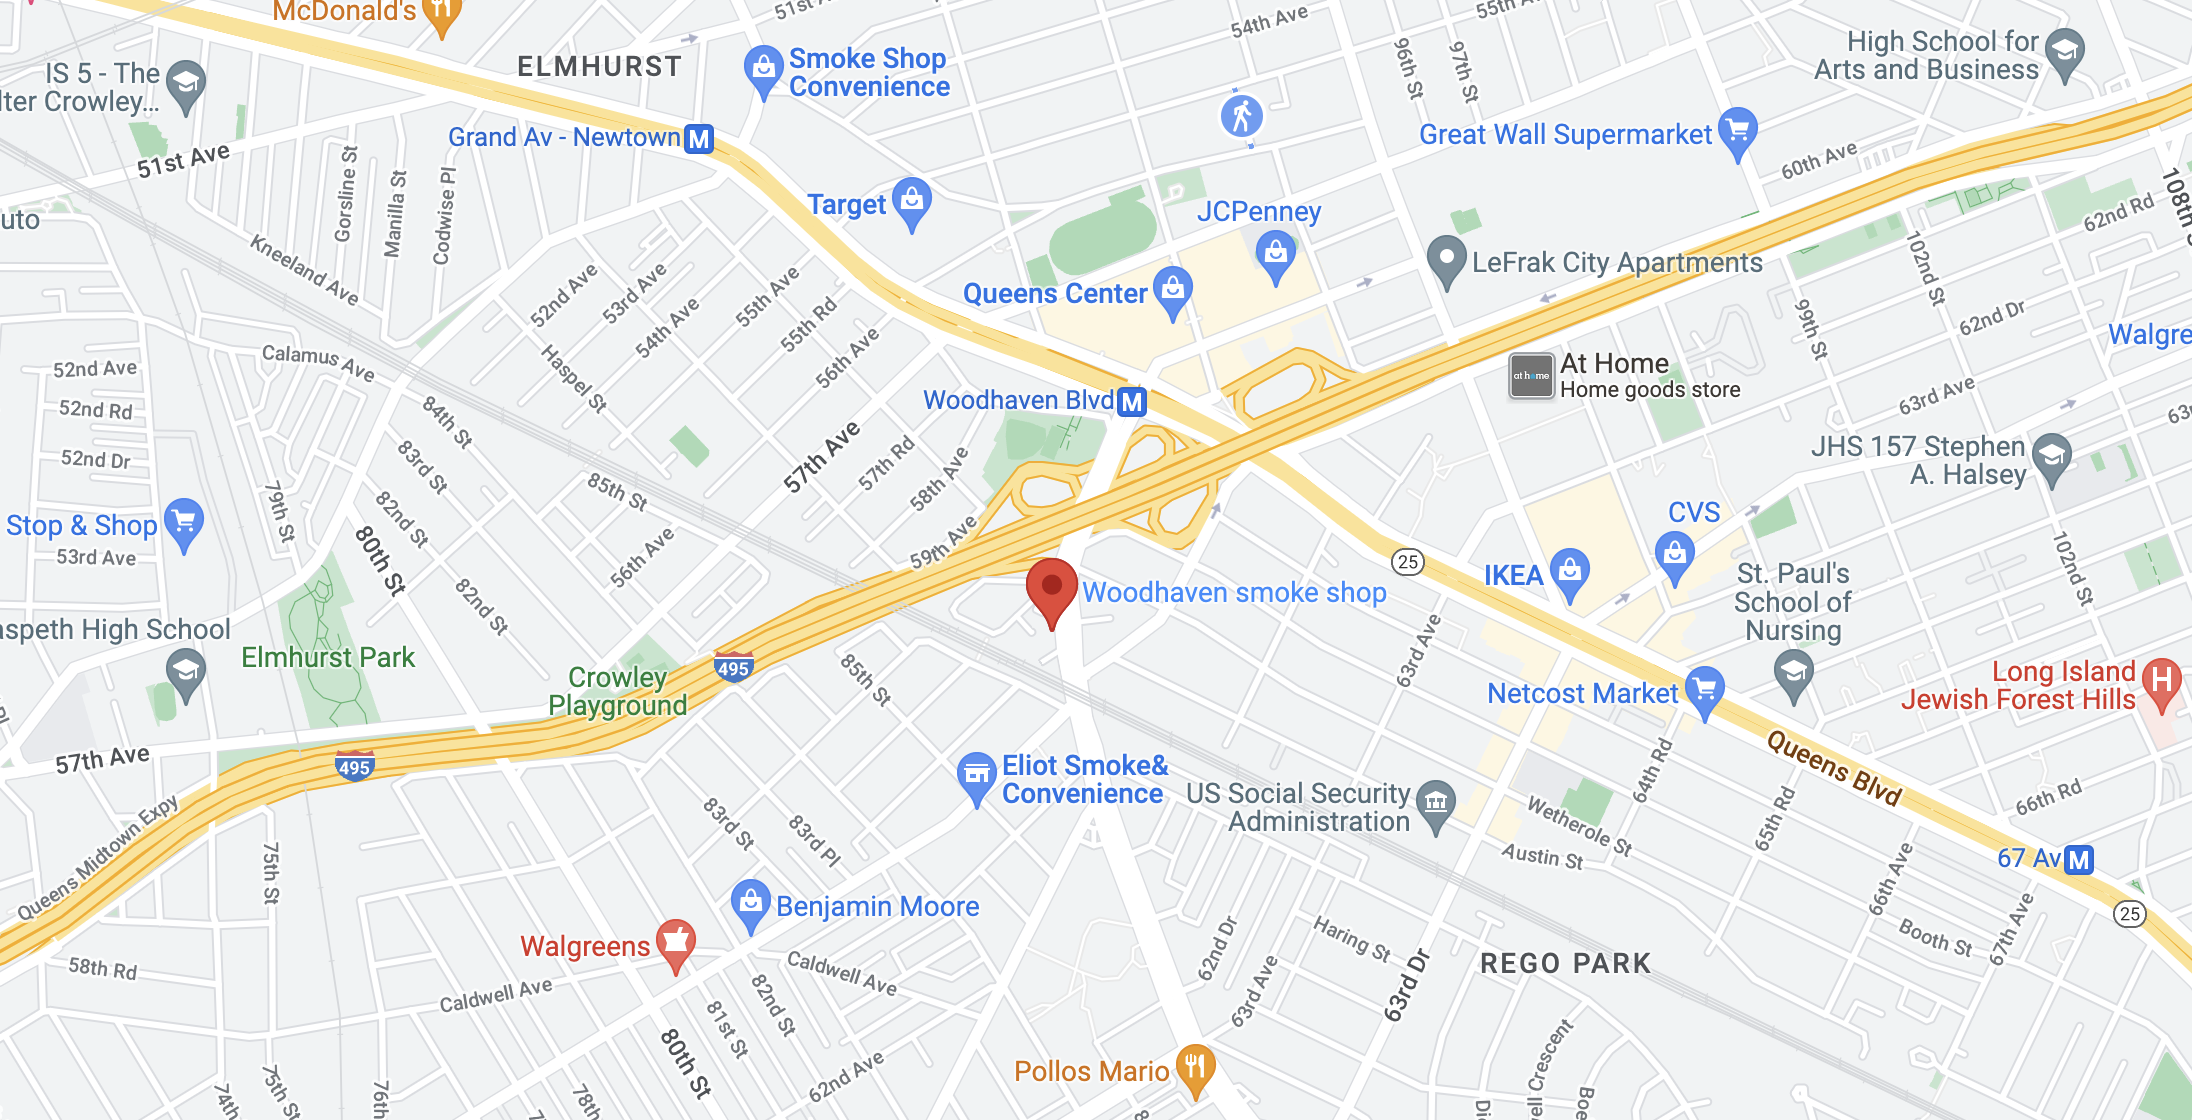 McDonald's
51st
54th Ave
55th
ELMHURST
Smoke Shop
Convenience
96th St
97th St
High School for
Arts and Business
IS 5 - The
lter Crowley...
Grand Av - Newtown
M
Great Wall Supermarket
60th Ave
51st Ave
Gorsline St
Manilla St
Codwise Pl
Target
JCPenney
62nd Rd
108th
uto
Kneeland Ave
52nd Ave
53rd Ave
54th Ave
55th Ave
55th Rd
56th Ave
Queens Center
LeFrak City Apartments
102nd St
99th St
62nd Dr
Walgre
Calamus Ave
Haspel St
52nd Ave
52nd Rd
52nd Dr
at home
At Home
Home goods store
63rd Ave
Woodhaven Blvd
M
84th St
83rd St
82nd St
85th St
57th Ave
57th Rd
58th Ave
59th Ave
56th Ave
JHS 157 Stephen
A. Halsey
79th St
80th St
Stop & Shop
53rd Ave
CVS
25
IKEA
102nd St
82nd St
Woodhaven smoke shop
St. Paul's
School of
Nursing
63rd Ave
aspeth High School
Elmhurst Park
Crowley
Playground
495
85th St
Netcost Market
Long Island
Jewish Forest Hills
H
57th Ave
495
Queens Blvd
64th Rd
65th Rd
66th Rd
Eliot Smoke&
Convenience
US Social Security
Administration
Wetherole St
Austin St
Queens Midtown Expy
75th St
83rd St
83rd Pl
67 Av
M
66th Ave
67th Ave
25
Booth St
Benjamin Moore
Walgreens
58th Rd
Caldwell Ave
Caldwell Ave
62nd Dr
63rd Ave
Haring St
63rd Dr
REGO PARK
82nd St
81st St
80th St
62nd Ave
Pollos Mario
74th
75th St
76th
78th
ell Crescent